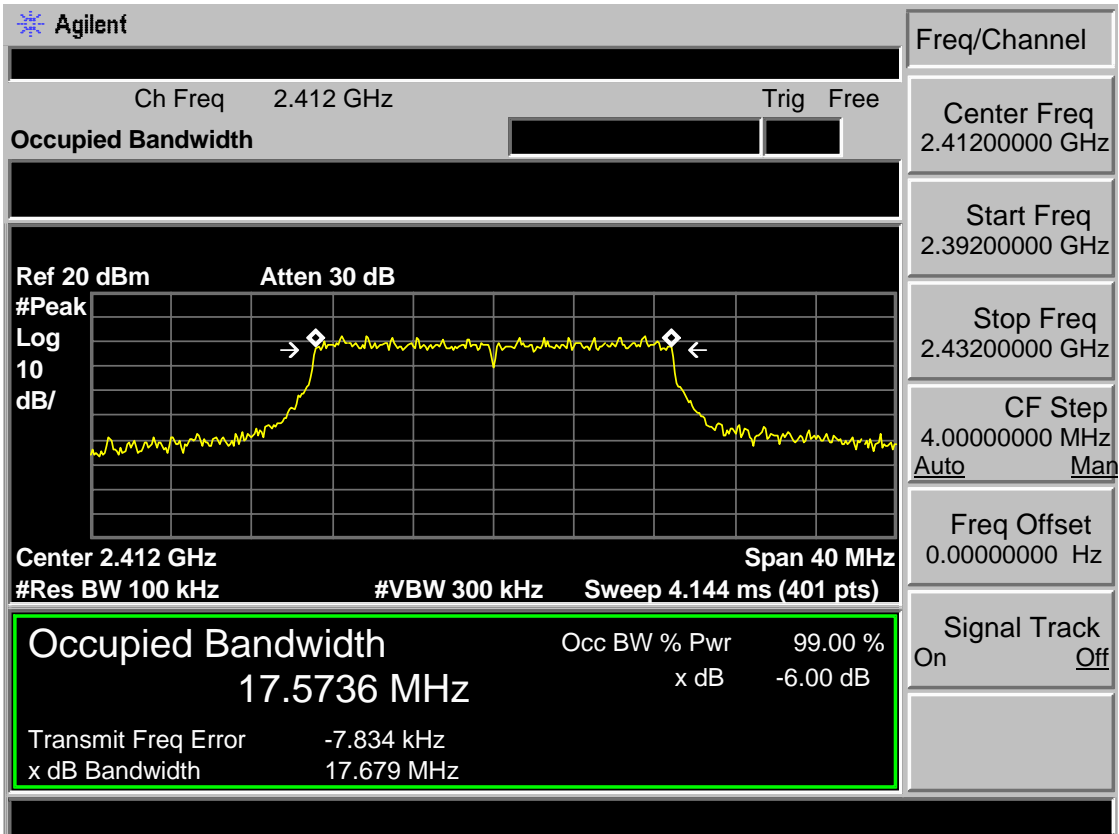 Agilent
Freq/Channel
Ch Freq 2.412 GHz Trig Free
Occupied Bandwidth
Center Freq
2.41200000 GHz
Start Freq
2.39200000 GHz
Stop Freq
2.43200000 GHz
CF Step
4.00000000 MHz
Auto Man
Freq Offset
0.00000000 Hz
Signal Track
On Off
Ref 20 dBm Atten 30 dB
#Peak
Log
10
dB/
Center 2.412 GHz Span 40 MHz
#Res BW 100 kHz #VBW 300 kHz Sweep 4.144 ms (401 pts)
Occupied Bandwidth
17.5736 MHz
Occ BW % Pwr 99.00 %
x dB -6.00 dB
Transmit Freq Error -7.834 kHz
x dB Bandwidth 17.679 MHz